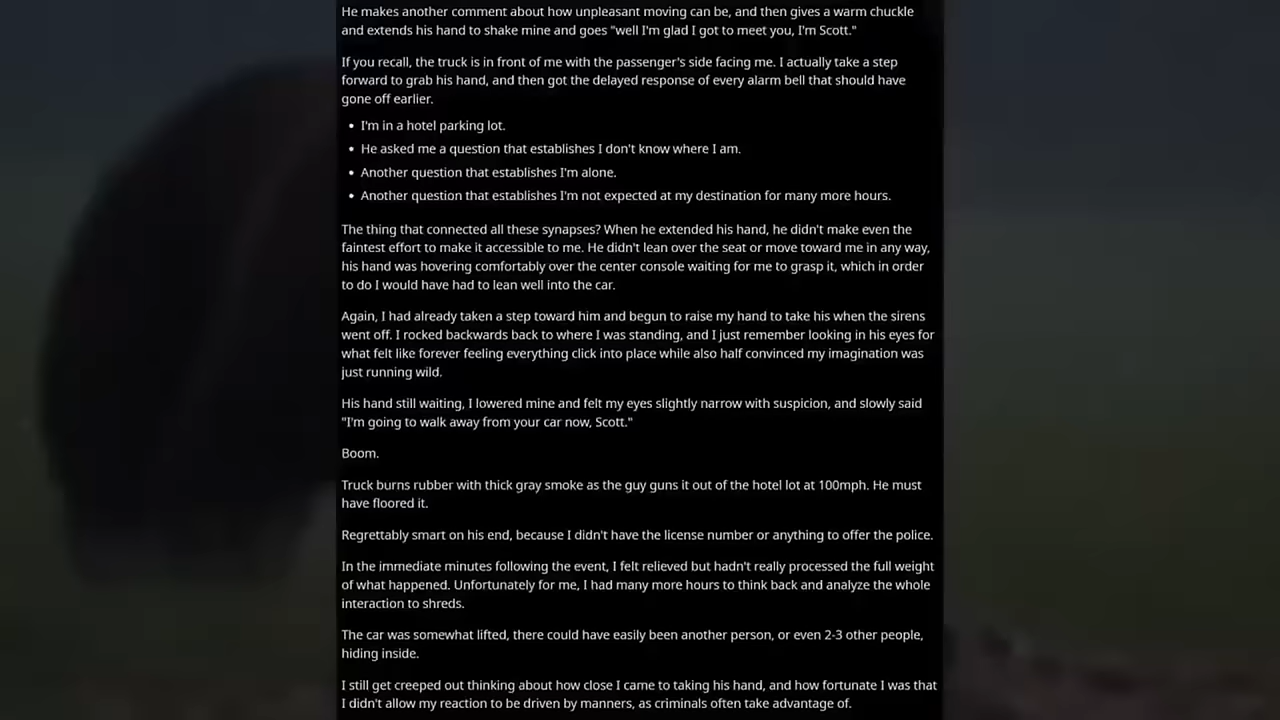 He makes another comment about how unpleasant moving can be, and then gives a warm chuckle
and extends his hand to shake mine and goes "well I'm glad I got to meet you, I'm Scott."
If you recall, the truck is in front of me with the passenger's side facing me. I actually take a step
forward to grab his hand, and then got the delayed response of every alarm bell that should have
gone off earlier.
• I'm in a hotel parking lot.
• He asked me a question that establishes I don't know where I am.
• Another question that establishes I'm alone.
• Another question that establishes I'm not expected at my destination for many more hours.
The thing that connected all these synapses? When he extended his hand, he didn't make even the
faintest effort to make it accessible to me. He didn't lean over the seat or move toward me in any way,
his hand was hovering comfortably over the center console waiting for me to grasp it, which in order
to do I would have had to lean well into the car.
Again, I had already taken a step toward him and begun to raise my hand to take his when the sirens
went off. I rocked backwards back to where I was standing, and I just remember looking in his eyes for
what felt like forever feeling everything click into place while also half convinced my imagination was
just running wild.
His hand still waiting, I lowered mine and felt my eyes slightly narrow with suspicion, and slowly said
"I'm going to walk away from your car now, Scott."
Boom.
Truck burns rubber with thick gray smoke as the guy guns it out of the hotel lot at 100mph. He must
have floored it.
Regrettably smart on his end, because I didn't have the license number or anything to offer the police.
In the immediate minutes following the event, I felt relieved but hadn't really processed the full weight
of what happened. Unfortunately for me, I had many more hours to think back and analyze the whole
interaction to shreds.
The car was somewhat lifted, there could have easily been another person, or even 2-3 other people,
hiding inside.
I still get creeped out thinking about how close I came to taking his hand, and how fortunate I was that
I didn't allow my reaction to be driven by manners, as criminals often take advantage of.